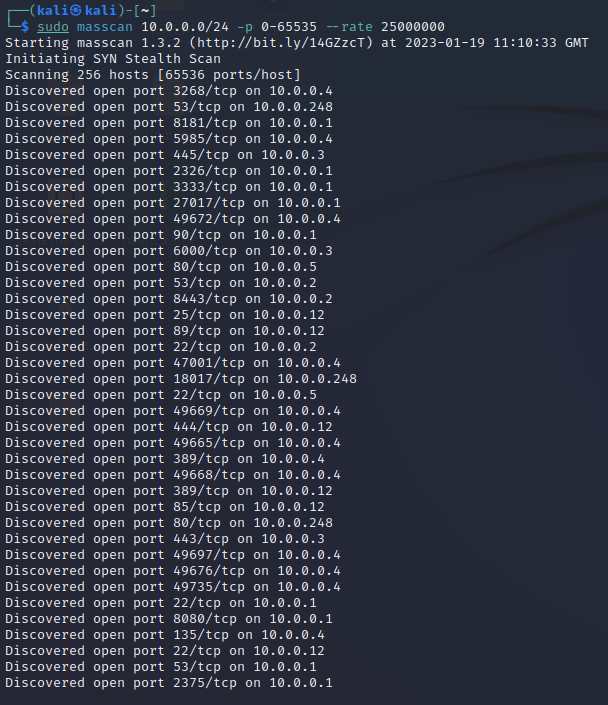 ┌──(kali㉿kali)-[~]
└─$ sudo masscan 10.0.0.0/24 -p 0-65535 --rate 25000000
Starting masscan 1.3.2 (http://bit.ly/14GZzcT) at 2023-01-19 11:10:33 GMT
Initiating SYN Stealth Scan
Scanning 256 hosts [65536 ports/host]
Discovered open port 3268/tcp on 10.0.0.4
Discovered open port 53/tcp on 10.0.0.248
Discovered open port 8181/tcp on 10.0.0.1
Discovered open port 5985/tcp on 10.0.0.4
Discovered open port 445/tcp on 10.0.0.3
Discovered open port 2326/tcp on 10.0.0.1
Discovered open port 3333/tcp on 10.0.0.1
Discovered open port 27017/tcp on 10.0.0.1
Discovered open port 49672/tcp on 10.0.0.4
Discovered open port 90/tcp on 10.0.0.1
Discovered open port 6000/tcp on 10.0.0.3
Discovered open port 80/tcp on 10.0.0.5
Discovered open port 53/tcp on 10.0.0.2
Discovered open port 8443/tcp on 10.0.0.2
Discovered open port 25/tcp on 10.0.0.12
Discovered open port 89/tcp on 10.0.0.12
Discovered open port 22/tcp on 10.0.0.2
Discovered open port 47001/tcp on 10.0.0.4
Discovered open port 18017/tcp on 10.0.0.248
Discovered open port 22/tcp on 10.0.0.5
Discovered open port 49669/tcp on 10.0.0.4
Discovered open port 444/tcp on 10.0.0.12
Discovered open port 49665/tcp on 10.0.0.4
Discovered open port 389/tcp on 10.0.0.4
Discovered open port 49668/tcp on 10.0.0.4
Discovered open port 389/tcp on 10.0.0.12
Discovered open port 85/tcp on 10.0.0.12
Discovered open port 80/tcp on 10.0.0.248
Discovered open port 443/tcp on 10.0.0.3
Discovered open port 49697/tcp on 10.0.0.4
Discovered open port 49676/tcp on 10.0.0.4
Discovered open port 49735/tcp on 10.0.0.4
Discovered open port 22/tcp on 10.0.0.1
Discovered open port 8080/tcp on 10.0.0.1
Discovered open port 135/tcp on 10.0.0.4
Discovered open port 22/tcp on 10.0.0.12
Discovered open port 53/tcp on 10.0.0.1
Discovered open port 2375/tcp on 10.0.0.1